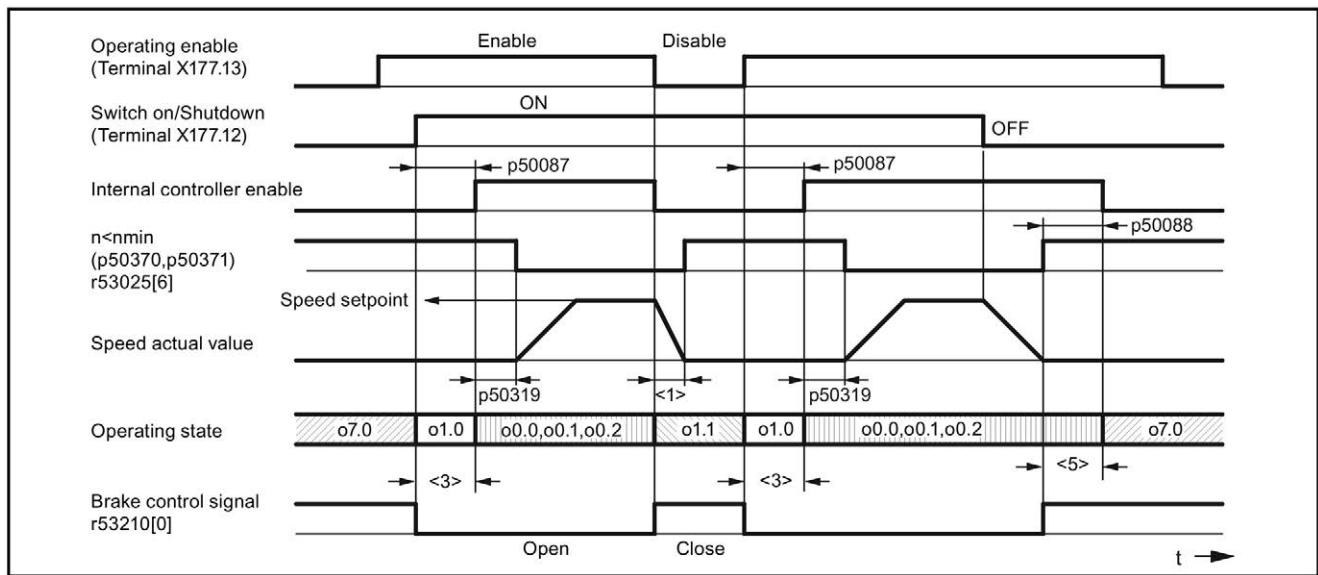 Operating enable
(Terminal X177.13)
Enable
Disable
Switch on/Shutdown
(Terminal X177.12)
ON
OFF
p50087
p50087
Internal controller enable
p50088
n<nmin
(p50370,p50371)
r53025[6]
Speed setpoint
Speed actual value
p50319
<1>
p50319
Operating state
o7.0
o1.0
o0.0,o0.1,o0.2
o1.1
o1.0
o0.0,o0.1,o0.2
o7.0
<3>
<3>
<5>
Brake control signal
r53210[0]
Open
Close
t